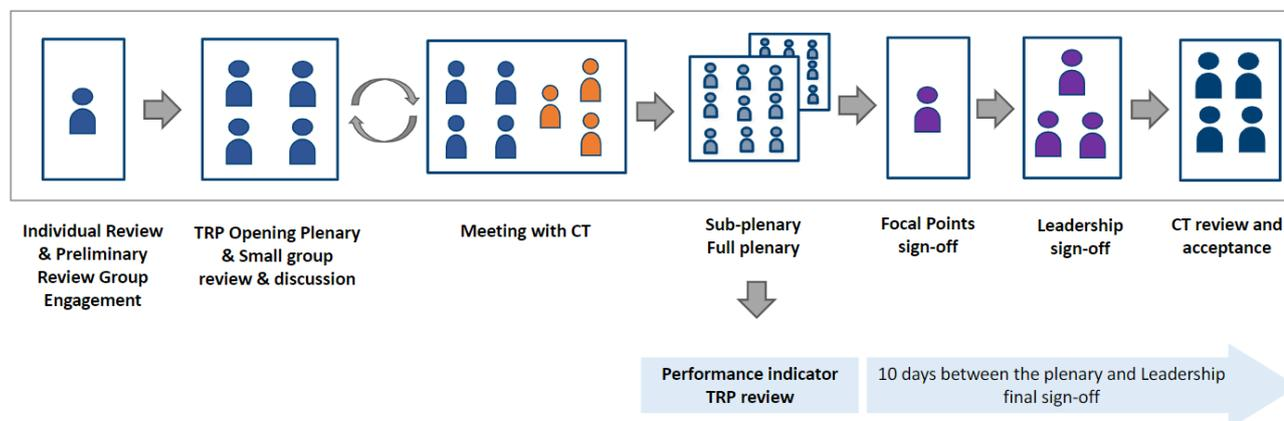 Individual Review
& Preliminary
Review Group
Engagement
TRP Opening Plenary
& Small group
review & discussion
Meeting with CT
Sub-plenary
Full plenary
Focal Points
sign-off
Leadership
sign-off
CT review and
acceptance
Performance indicator
TRP review
10 days between the plenary and Leadership
final sign-off